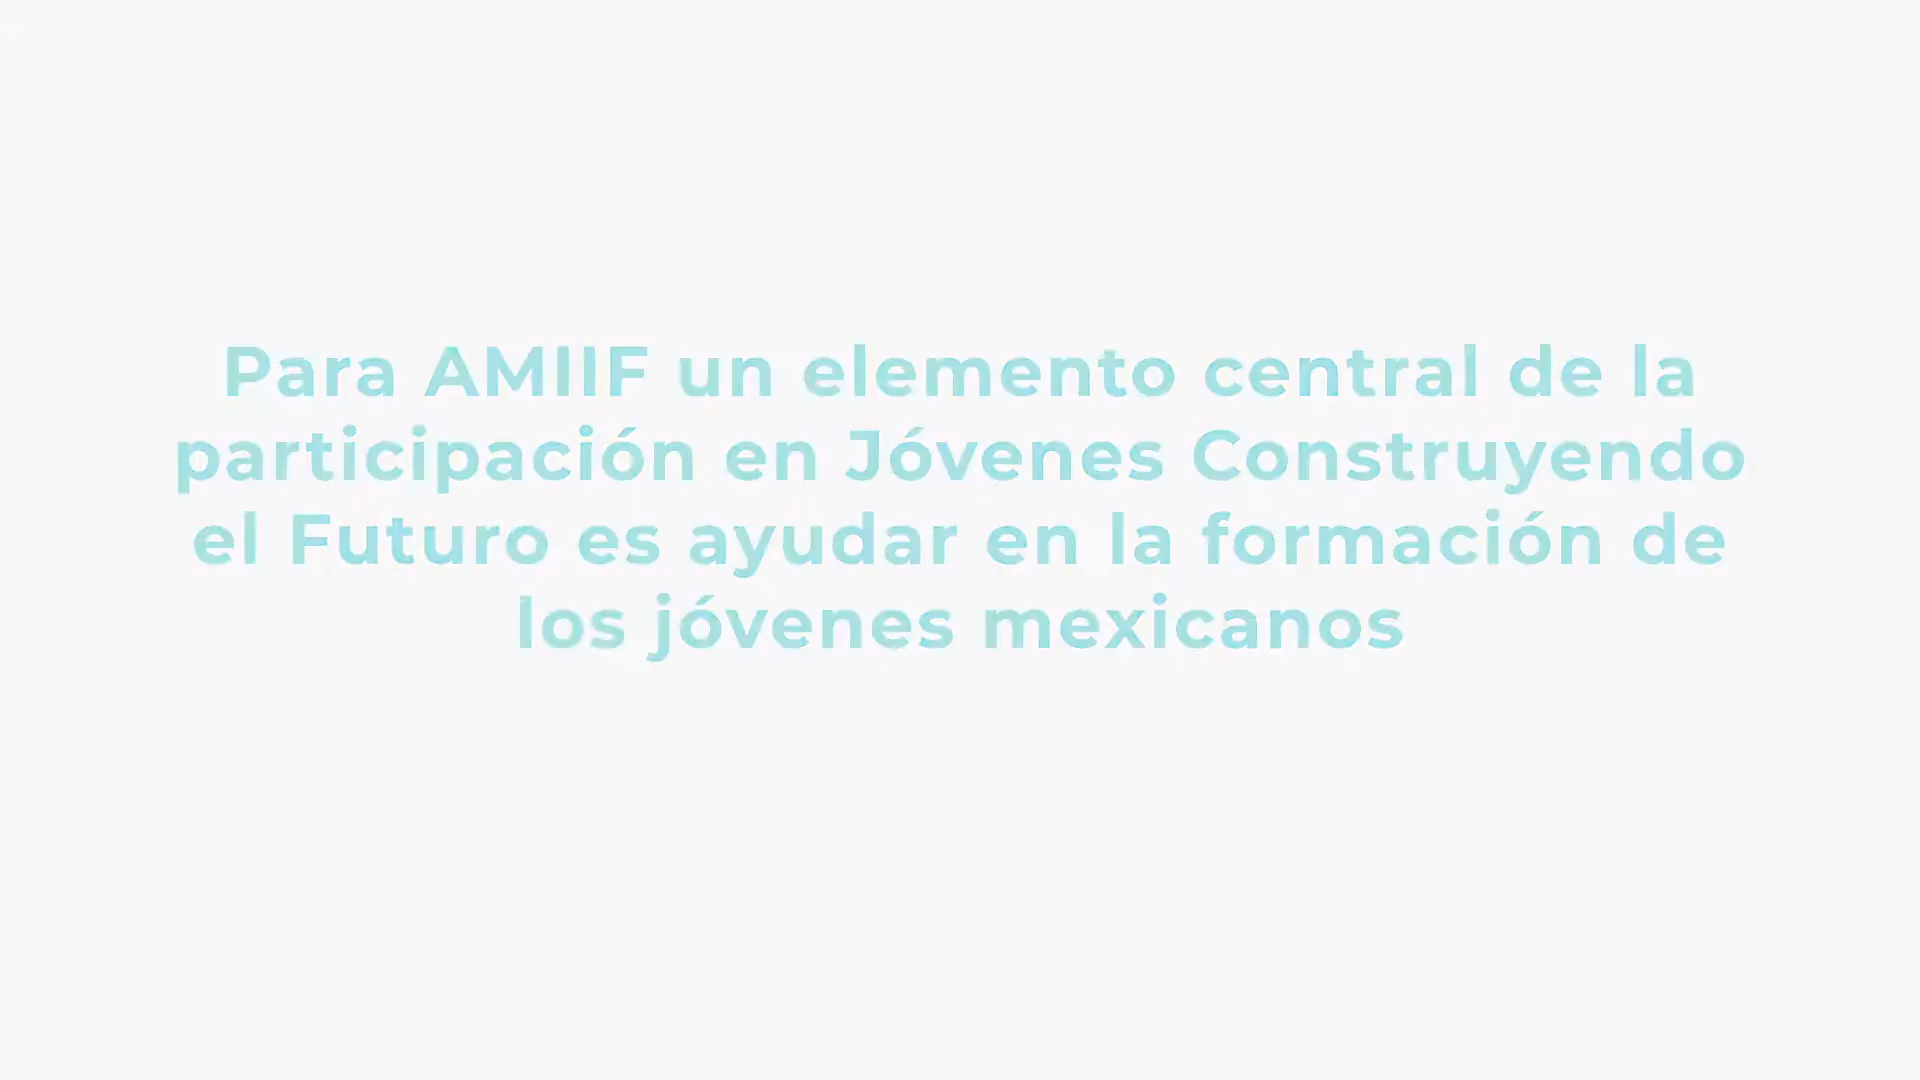 Para AMIIF un elemento central de la
participación en Jóvenes Construyendo
el Futuro es ayudar en la formación de
los jóvenes mexicanos